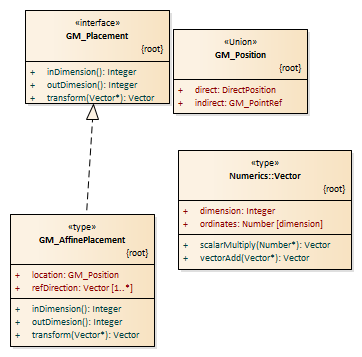 «interface»
GM_Placement
{root}
+ inDimension(): Integer
+ outDimesion(): Integer
+ transform(Vector*): Vector
«Union»
GM_Position
{root}
+ direct: DirectPosition
+ indirect: GM_PointRef
«type»
Numerics::Vector
{root}
+ dimension: Integer
+ ordinates: Number [dimension]
+ scalarMultiply(Number*): Vector
+ vectorAdd(Vector*): Vector
«type»
GM_AffinePlacement
{root}
+ location: GM_Position
+ refDirection: Vector [1..*]
+ inDimension(): Integer
+ outDimesion(): Integer
+ transform(Vector*): Vector